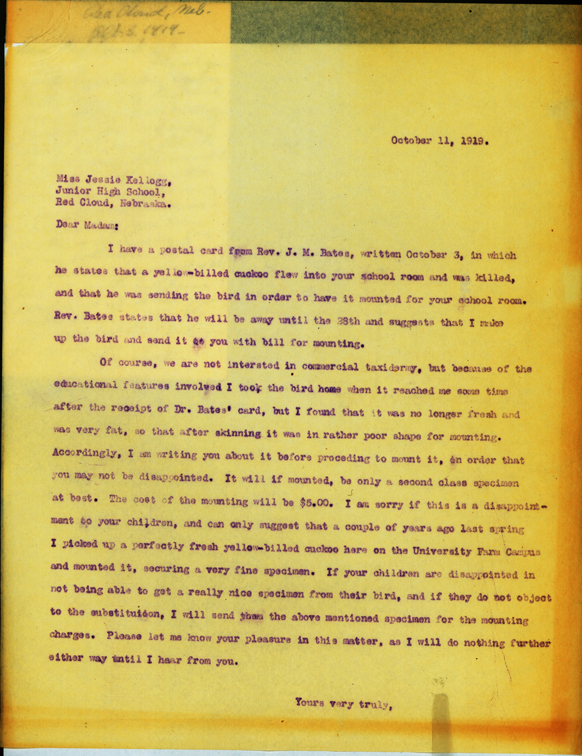 Red Cloud, Neb.
Oct. 3, 1919-
October 11, 1919.
Miss Jessie Kellogg,
Junior High School,
Red Cloud, Nebraska.
Dear Madam:
I have a postal card from Rev. J. M. Bates, written October 3, in which
he states that a yellow-billed cuckoo flew into your school room and was killed,
and that he was sending the bird in order to have it mounted for your school room.
Rev. Bates states that he will be away until the 28th and suggests that I make
up the bird and send it to you with bill for mounting.
Of course, we are not intersted in commercial taxidermy, but because of the
educational features involved I took the bird home when it reached me some time
after the receipt of Dr. Bates' card, but I found that it was no longer fresh and
was very fat, so that after skinning it was in rather poor shape for mounting.
Accordingly, I am writing you about it before proceding to mount it, in order that
you may not be disappointed. It will if mounted, be only a second class specimen
at best. The cost of the mounting will be $5.00. I am sorry if this is a disappoint-
ment to your children, and can only suggest that a couple of years ago last spring
I picked up a perfectly fresh yellow-billed cuckoo here on the University Farm Campus
and mounted it, securing a very fine specimen. If your children are disappointed in
not being able to get a really nice specimen from their bird, and if they do not object
to the substituion, I will send them the above mentioned specimen for the mounting
charges. Please let me know your pleasure in this matter, as I will do nothing further
either way until I haar from you.
Yours very truly,